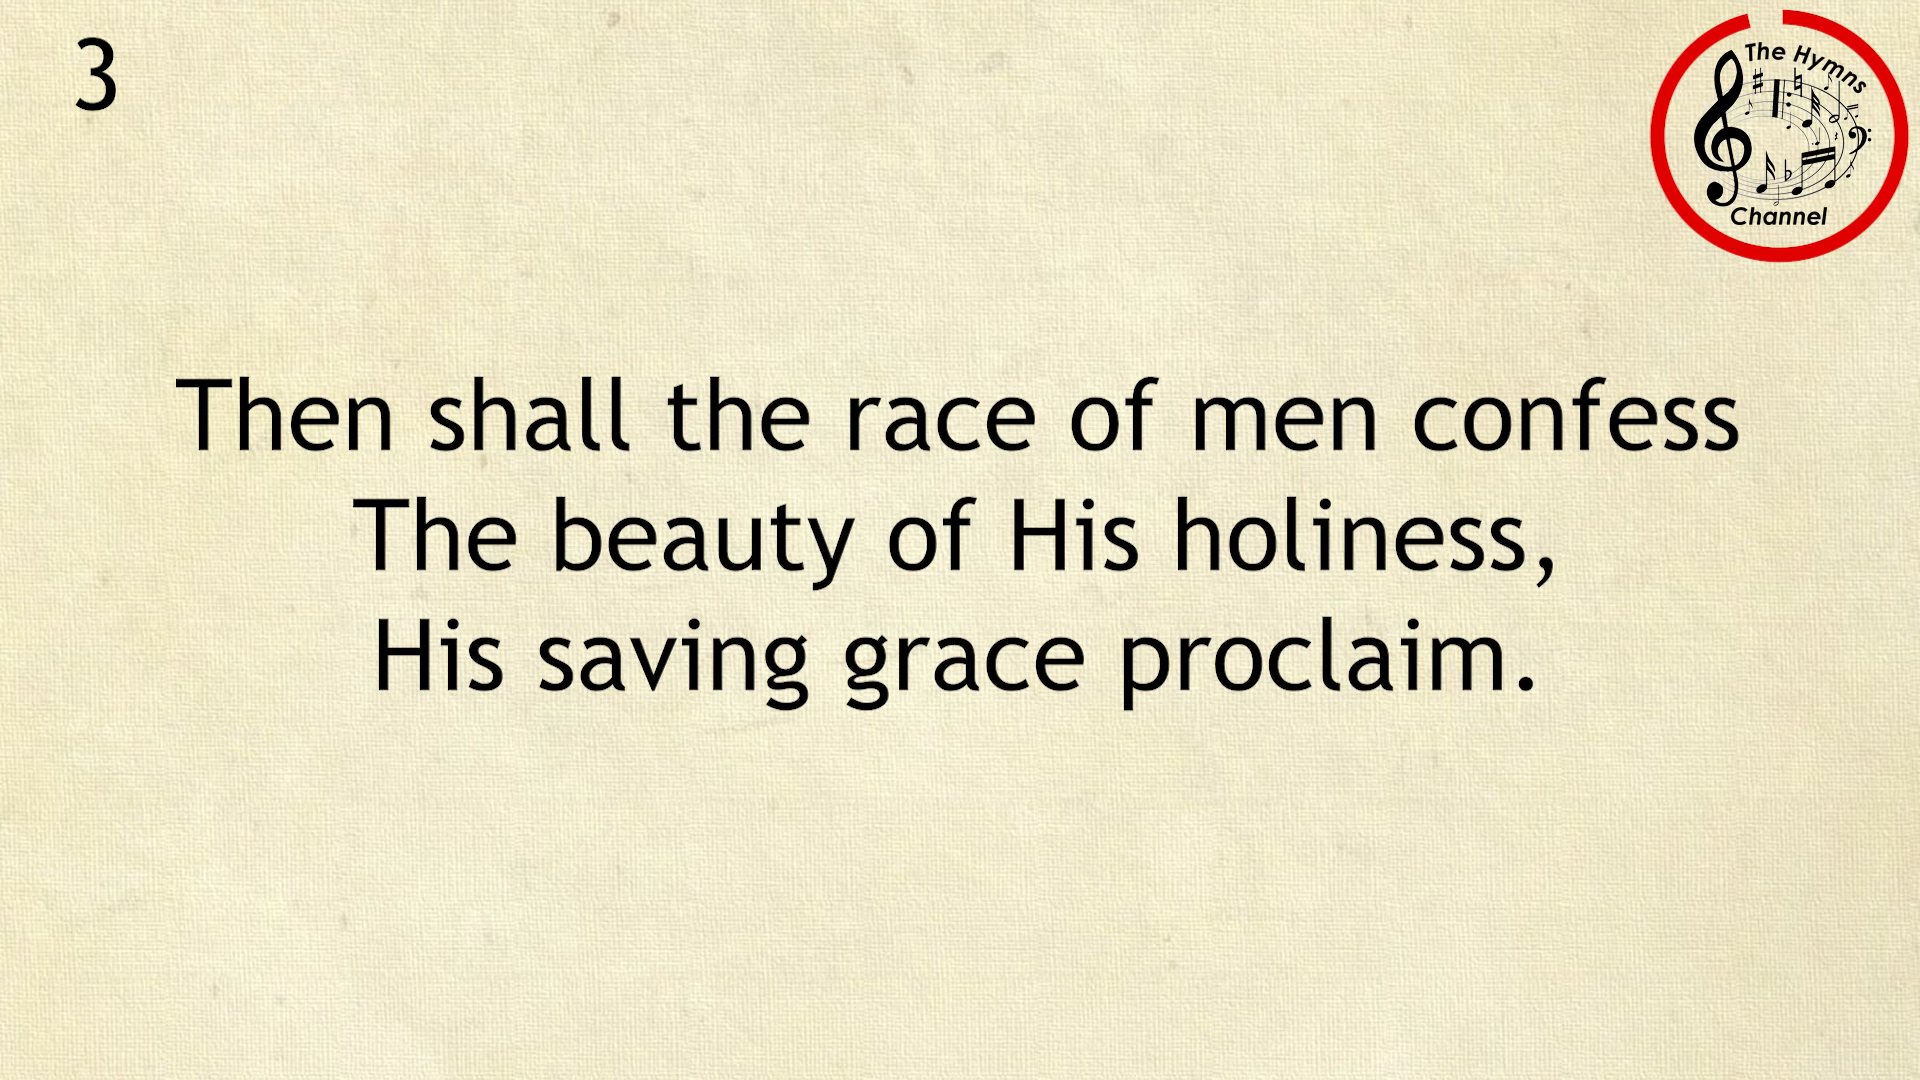 3
The Hymns
Channel
Then shall the race of men confess
The beauty of His holiness,
His saving grace proclaim.